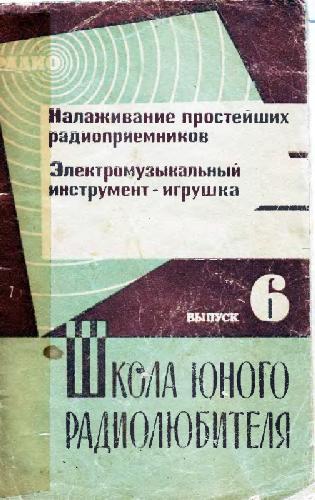 РАДИО
Налаживание простейших
радиоприемников
Электромузыкальный
инструмент - игрушка
ВЫПУСК 6
ШКОЛА ЮНОГО
РАДИОЛЮБИТЕЛЯ